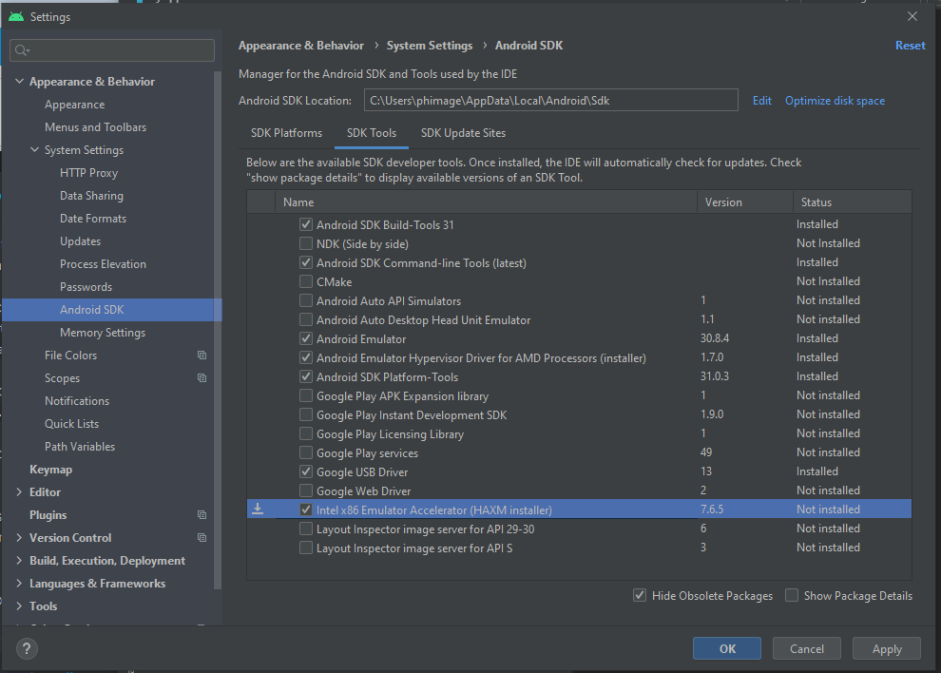 Settings
Appearance & Behavior › System Settings › Android SDK
Reset
Manager for the Android SDK and Tools used by the IDE
Android SDK Location: C:\Users\phimage\AppData\Local\Android\Sdk Edit Optimize disk space
SDK Platforms SDK Tools SDK Update Sites
Below are the available SDK developer tools. Once installed, the IDE will automatically check for updates. Check
"show package details" to display available versions of an SDK Tool.
Appearance & Behavior
Appearance
Menus and Toolbars
System Settings
HTTP Proxy
Data Sharing
Date Formats
Updates
Process Elevation
Passwords
Android SDK
Memory Settings
File Colors
Scopes
Notifications
Quick Lists
Path Variables
Keymap
Editor
Plugins
Version Control
Build, Execution, Deployment
Languages & Frameworks
Tools
Name Version Status
Android SDK Build-Tools 31 Installed
NDK (Side by side) Not Installed
Android SDK Command-line Tools (latest) Installed
CMake Not Installed
Android Auto API Simulators 1 Not installed
Android Auto Desktop Head Unit Emulator 1.1 Not installed
Android Emulator 30.8.4 Installed
Android Emulator Hypervisor Driver for AMD Processors (installer) 1.7.0 Installed
Android SDK Platform-Tools 31.0.3 Installed
Google Play APK Expansion library 1 Not installed
Google Play Instant Development SDK 1.9.0 Not installed
Google Play Licensing Library 1 Not installed
Google Play services 49 Not installed
Google USB Driver 13 Installed
Google Web Driver 2 Not installed
Intel x86 Emulator Accelerator (HAXM installer) 7.6.5 Not installed
Layout Inspector image server for API 29-30 6 Not installed
Layout Inspector image server for API S 3 Not installed
Hide Obsolete Packages Show Package Details
? OK Cancel Apply